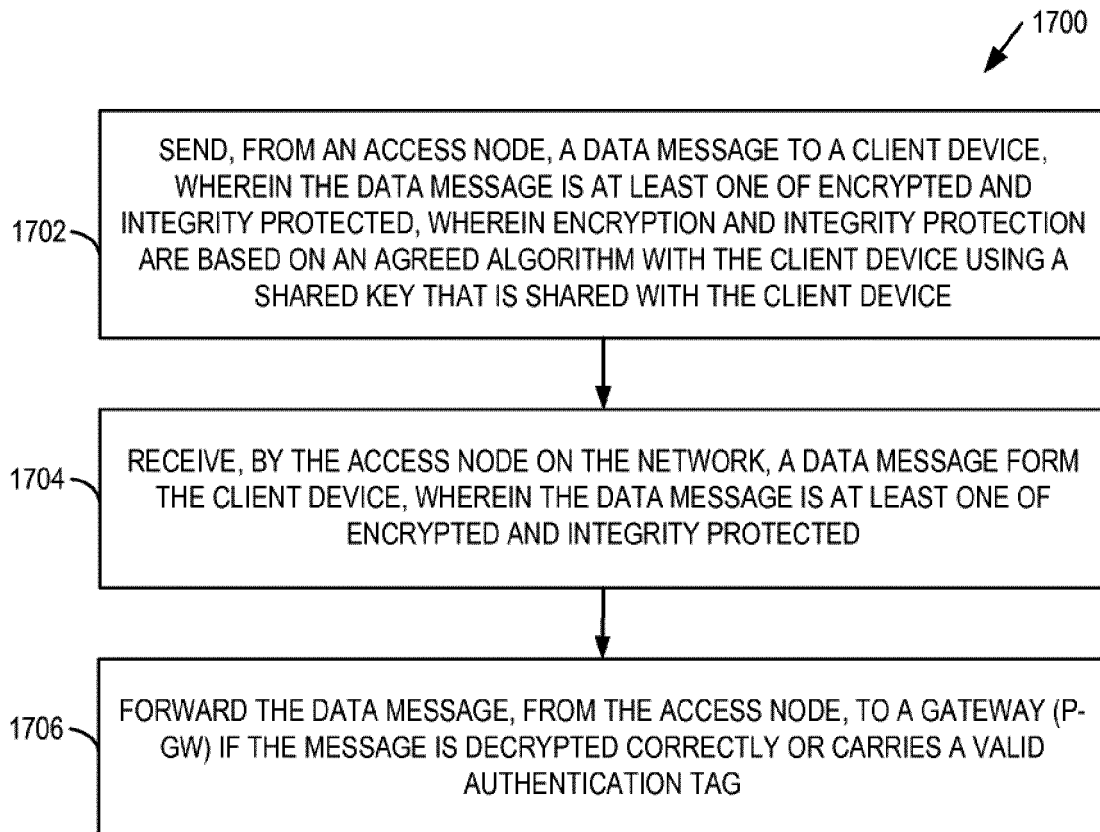 1700
SEND, FROM AN ACCESS NODE, A DATA MESSAGE TO A CLIENT DEVICE,
WHEREIN THE DATA MESSAGE IS AT LEAST ONE OF ENCRYPTED AND
INTEGRITY PROTECTED, WHEREIN ENCRYPTION AND INTEGRITY PROTECTION
1702
ARE BASED ON AN AGREED ALGORITHM WITH THE CLIENT DEVICE USING A
SHARED KEY THAT IS SHARED WITH THE CLIENT DEVICE
RECEIVE, BY THE ACCESS NODE ON THE NETWORK, A DATA MESSAGE FORM
1704
THE CLIENT DEVICE, WHEREIN THE DATA MESSAGE IS AT LEAST ONE OF
ENCRYPTED AND INTEGRITY PROTECTED
FORWARD THE DATA MESSAGE, FROM THE ACCESS NODE, TO A GATEWAY (P-
1706
GW) IF THE MESSAGE IS DECRYPTED CORRECTLY OR CARRIES A VALID
AUTHENTICATION TAG